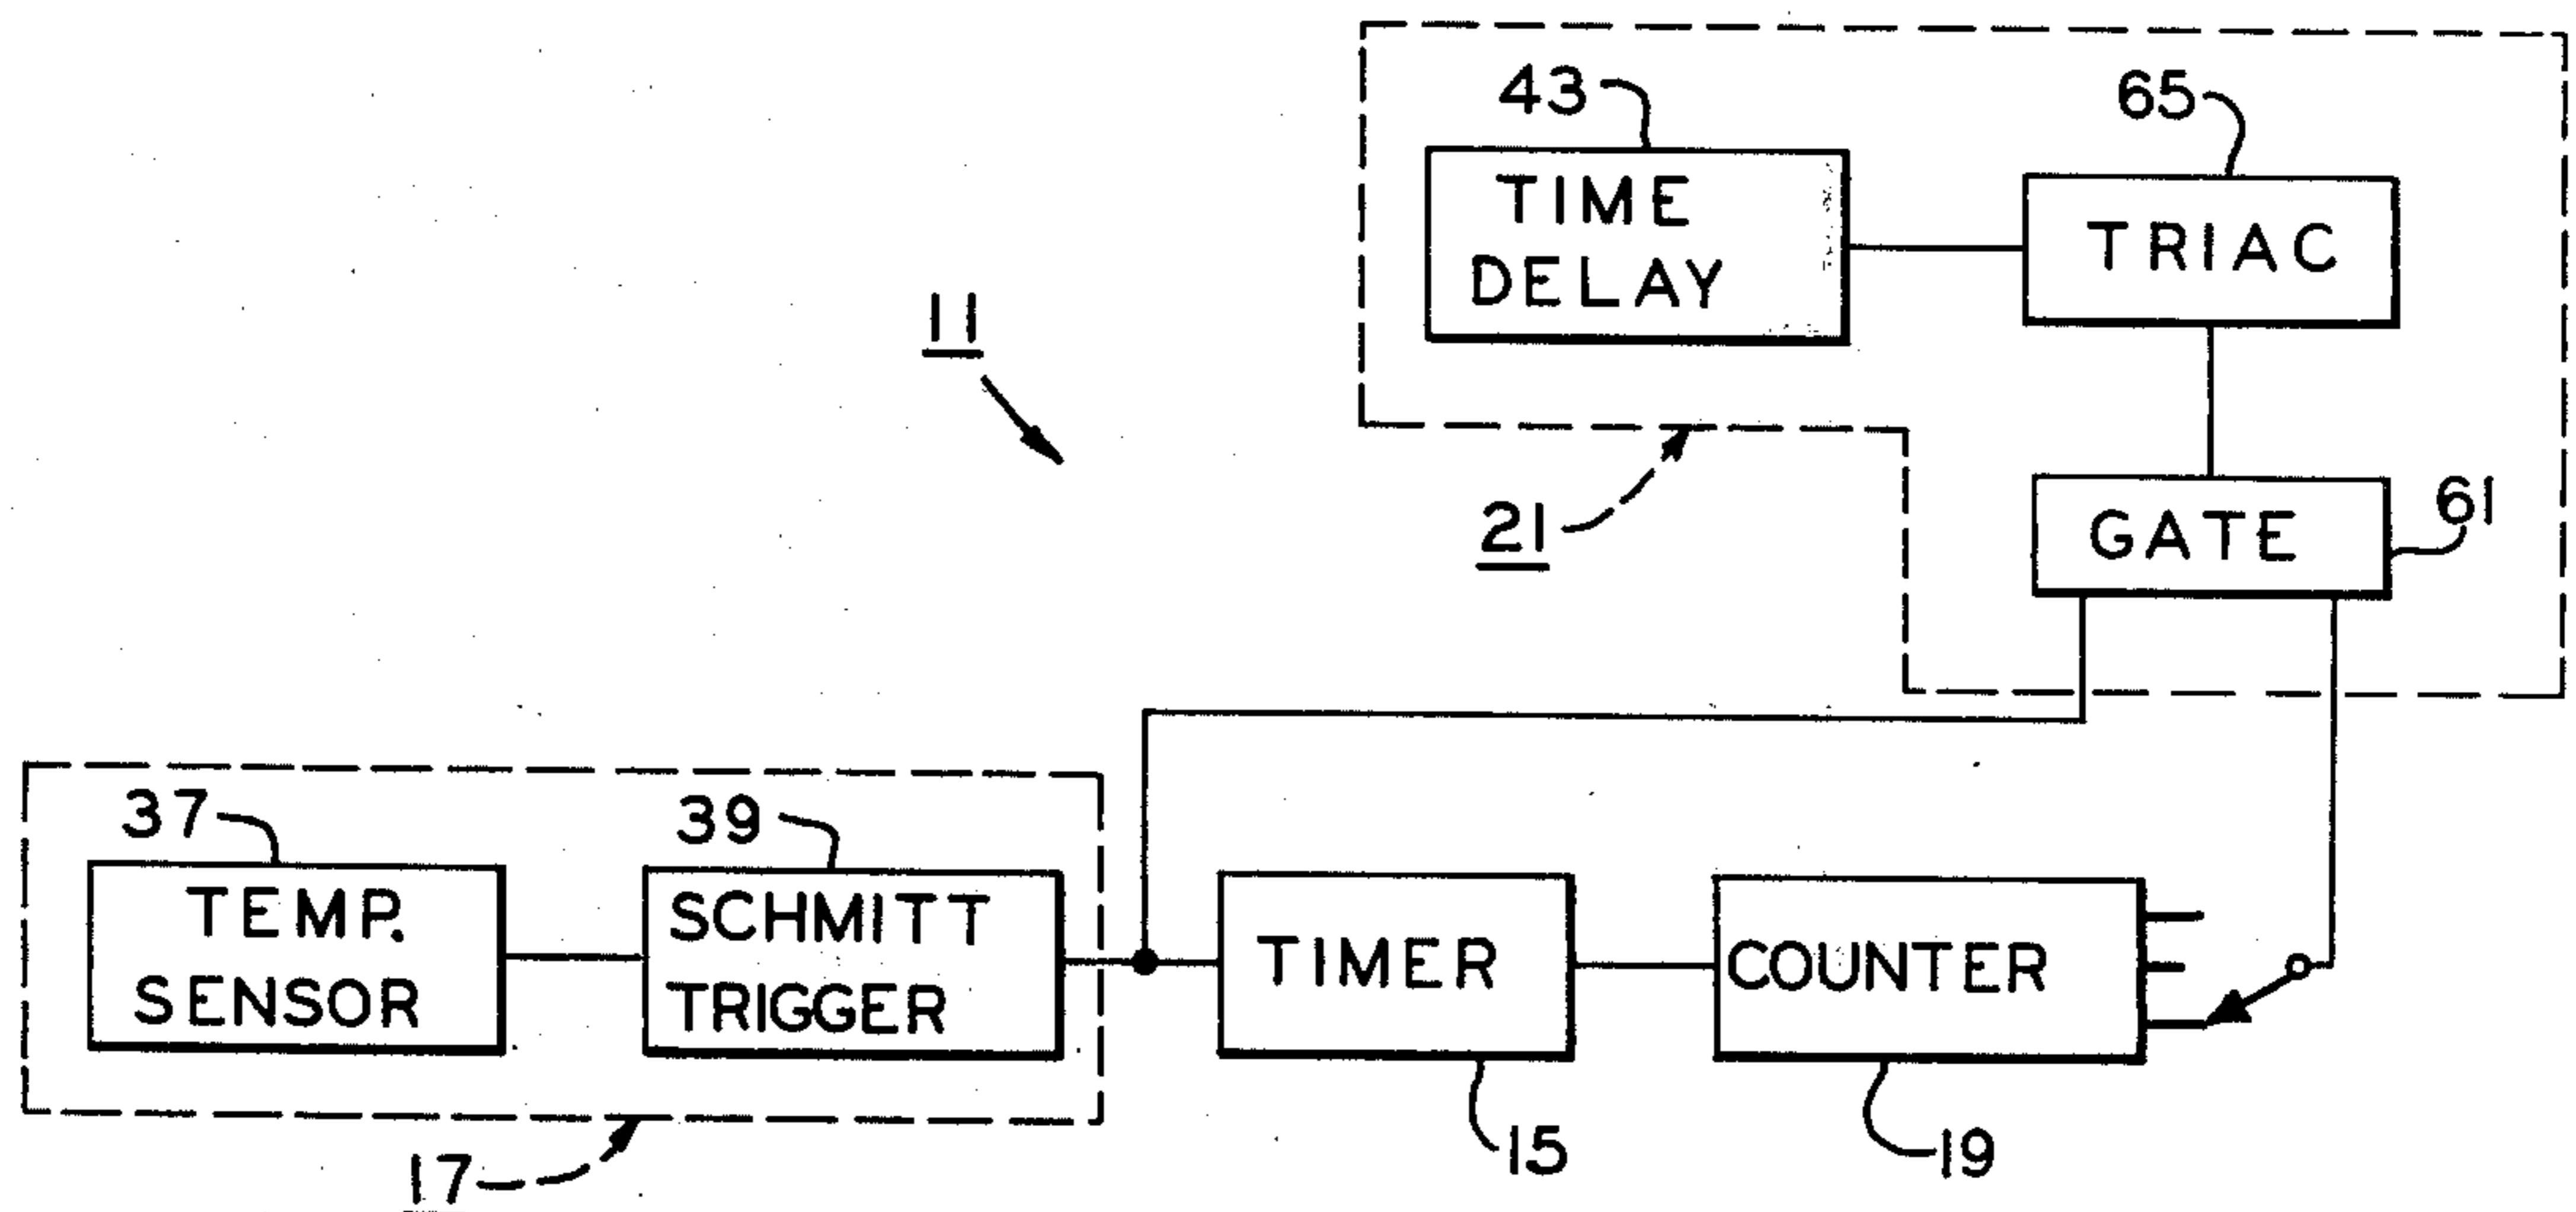 43
65
TIME
DELAY
TRIAC
11
21
GATE
61
37
39
TEMP.
SENSOR
SCHMITT
TRIGGER
TIMER
COUNTER
17
15
19